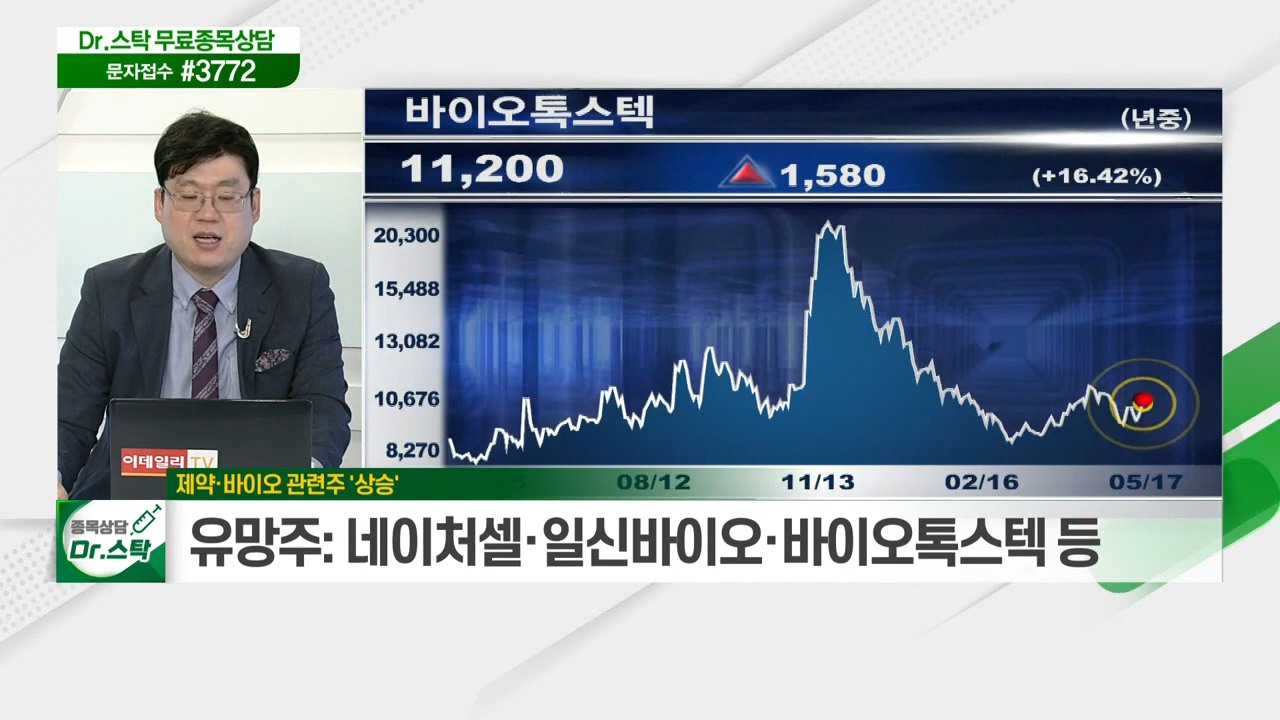 Dr.스탁 무료종목상담
문자접수 #3772
바이오톡스텍
(년중)
11,200
1,580
(+16.42%)
20,300
15,488
13,082
10,676
8,270
08/12
11/13
02/16
05/17
이데일리 TV
제약·바이오 관련주 '상승'
종목상담
Dr.스탁
유망주: 네이처셀·일신바이오·바이오톡스텍 등